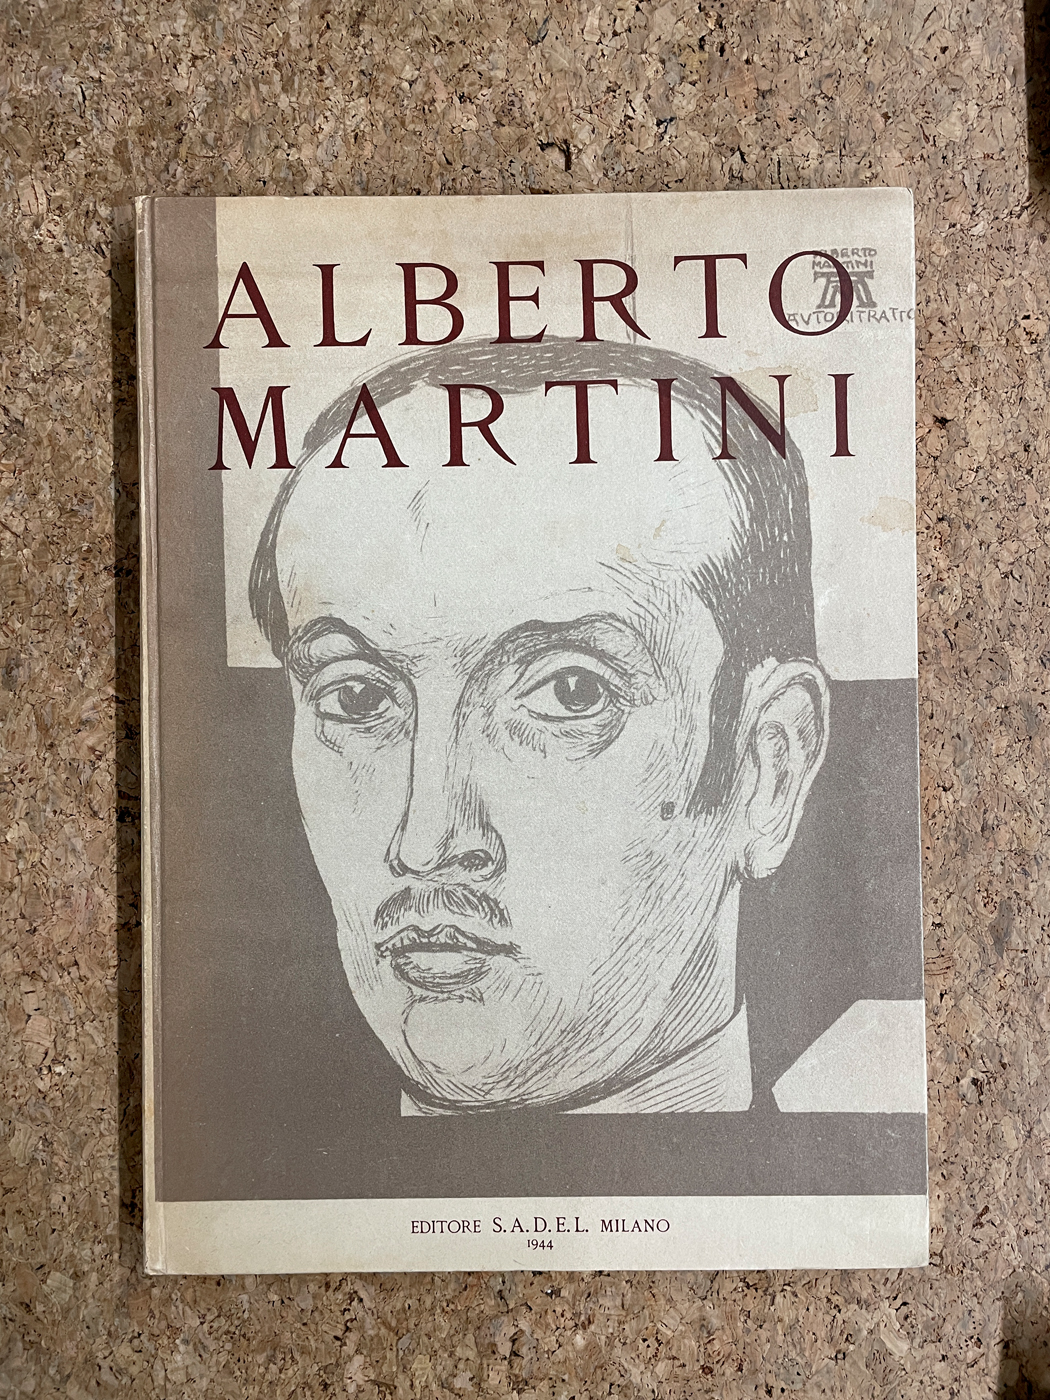 ALBERTO
MARTINI
ALBERTO
MARTINI
AUTORITRATTO
EDITORE S.A.D.E.L. MILANO
1944